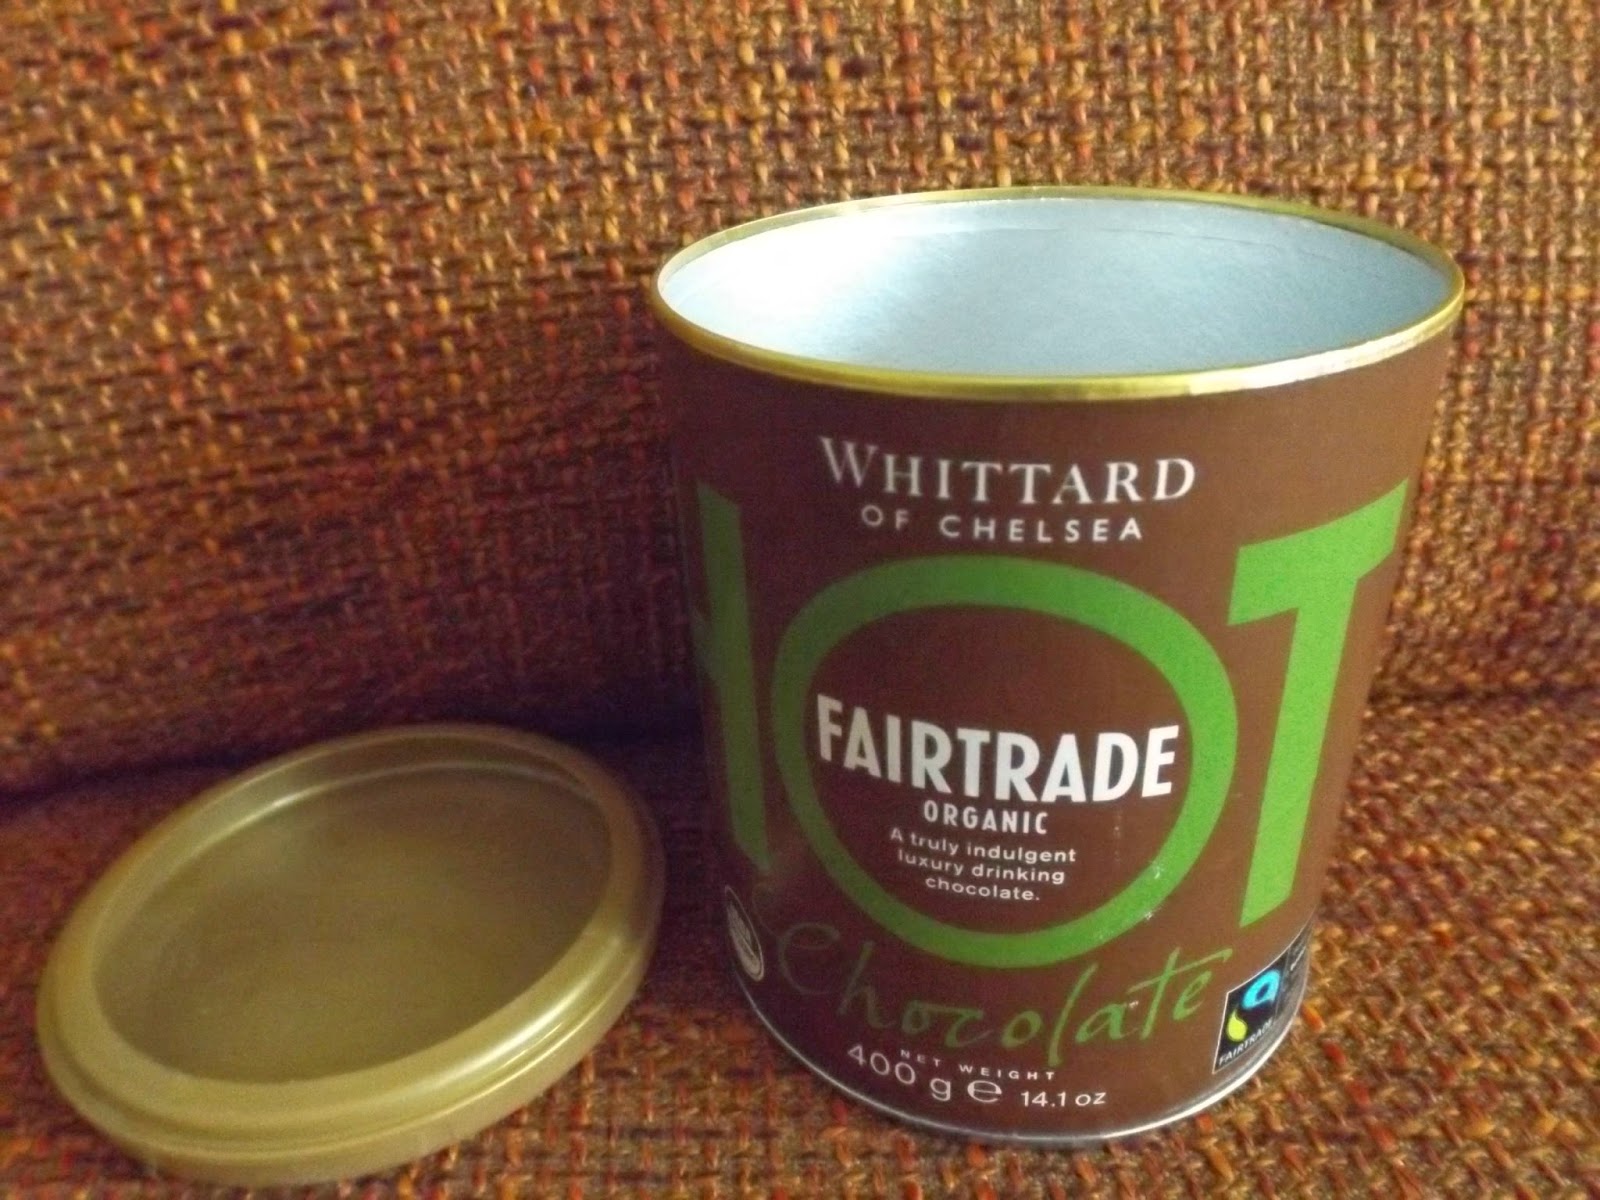 WHITTARD
OF CHELSEA
HOT
FAIRTRADE
ORGANIC
A truly indulgent
luxury drinking
chocolate.
Chocolate
NET WEIGHT
400 g e 14.1 oz
FAIRTRADE